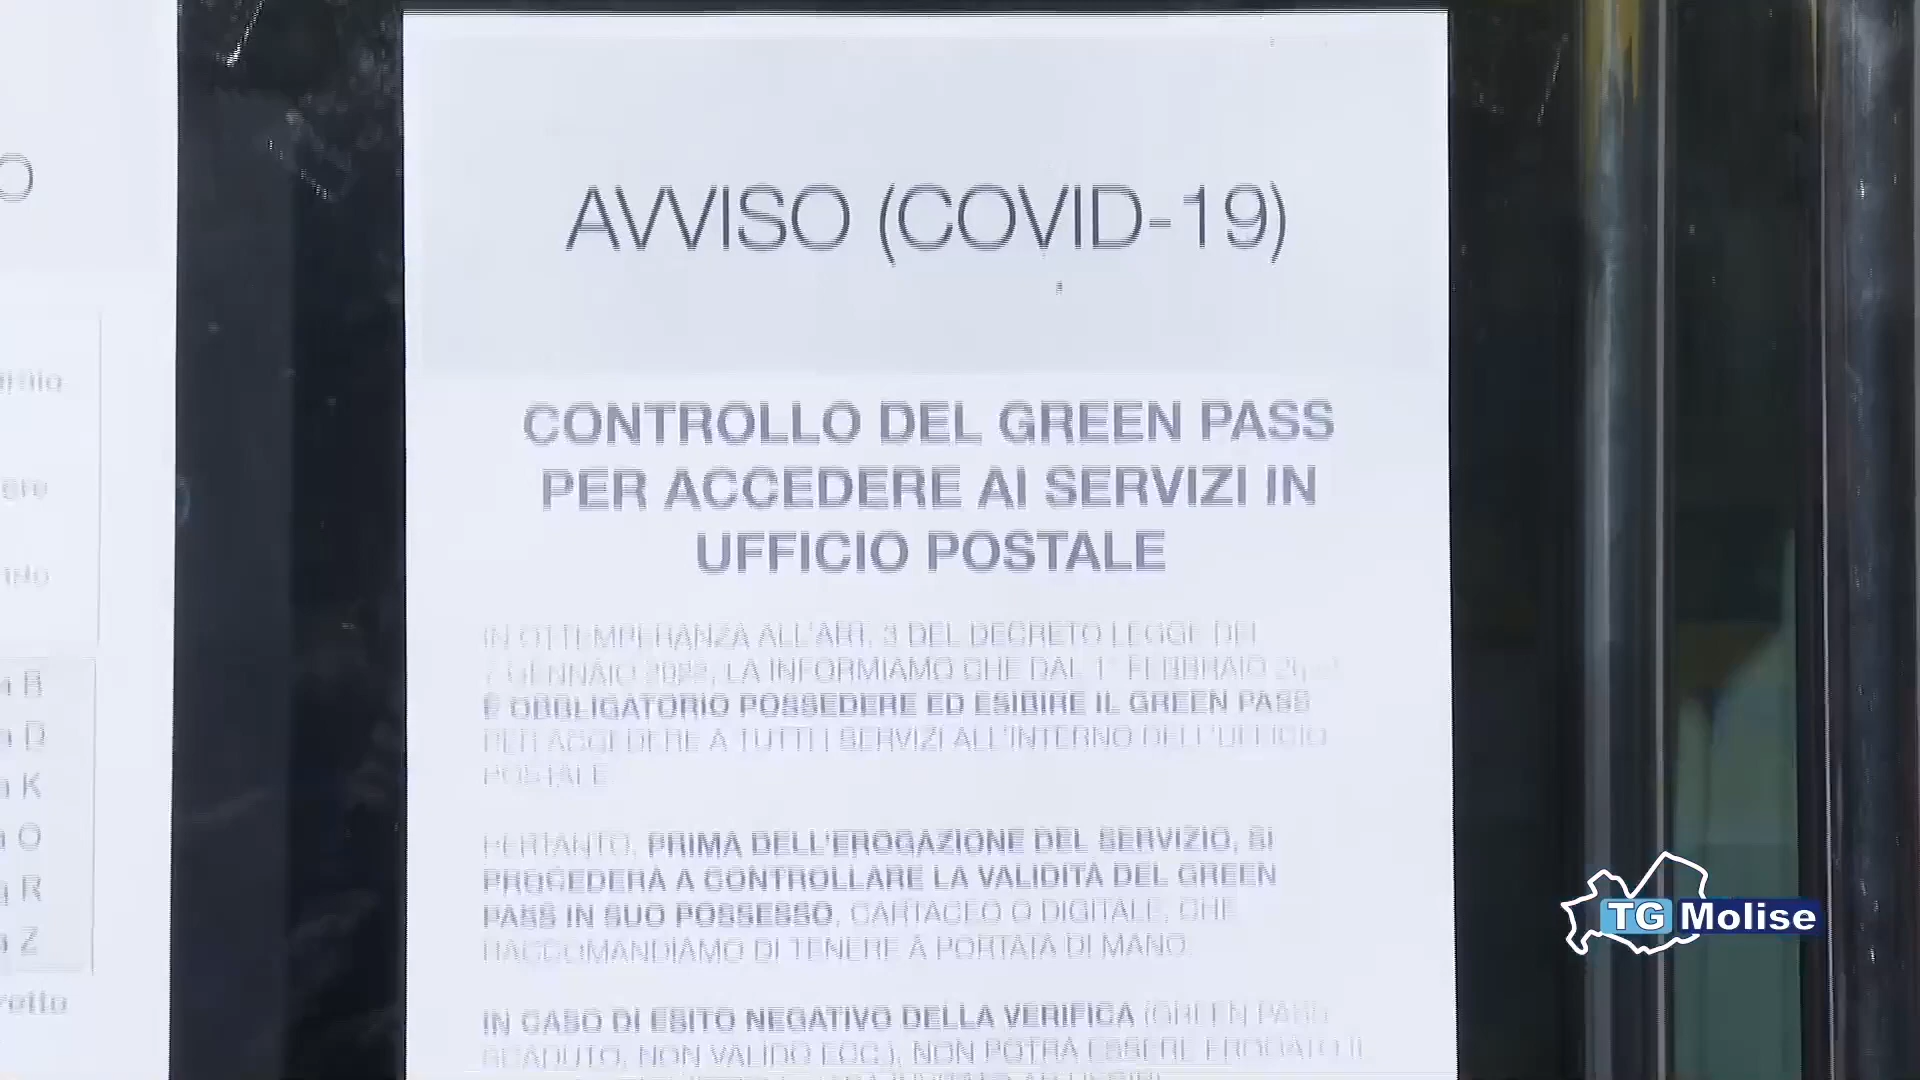 O
a B
a D
a K
a O
a R
a Z
AVVISO (COVID-19)
CONTROLLO DEL GREEN PASS
PER ACCEDERE AI SERVIZI IN
UFFICIO POSTALE
IN OTTEMPERANZA ALL'ART. 3 DEL DECRETO LEGGE DEL
7 GENNAIO 2022, LA INFORMIAMO CHE DAL 1° FEBBRAIO
È OBBLIGATORIO POSSEDERE ED ESIBIRE IL GREEN PASS
PER ACCEDERE A TUTTI I SERVIZI ALL'INTERNO DELL'UFFICIO
POSTALE
PERTANTO, PRIMA DELL'EROGAZIONE DEL SERVIZIO, SI
PROCEDERÀ A CONTROLLARE LA VALIDITÀ DEL GREEN
PASS IN SUO POSSESSO, CARTACEO O DIGITALE, CHE
RACCOMANDIAMO DI TENERE A PORTATA DI MANO.
IN CASO DI ESITO NEGATIVO DELLA VERIFICA (GREEN PASS
SCADUTO, NON VALIDO ECC.), NON POTRÀ ESSERE EROGATO IL
TG Molise